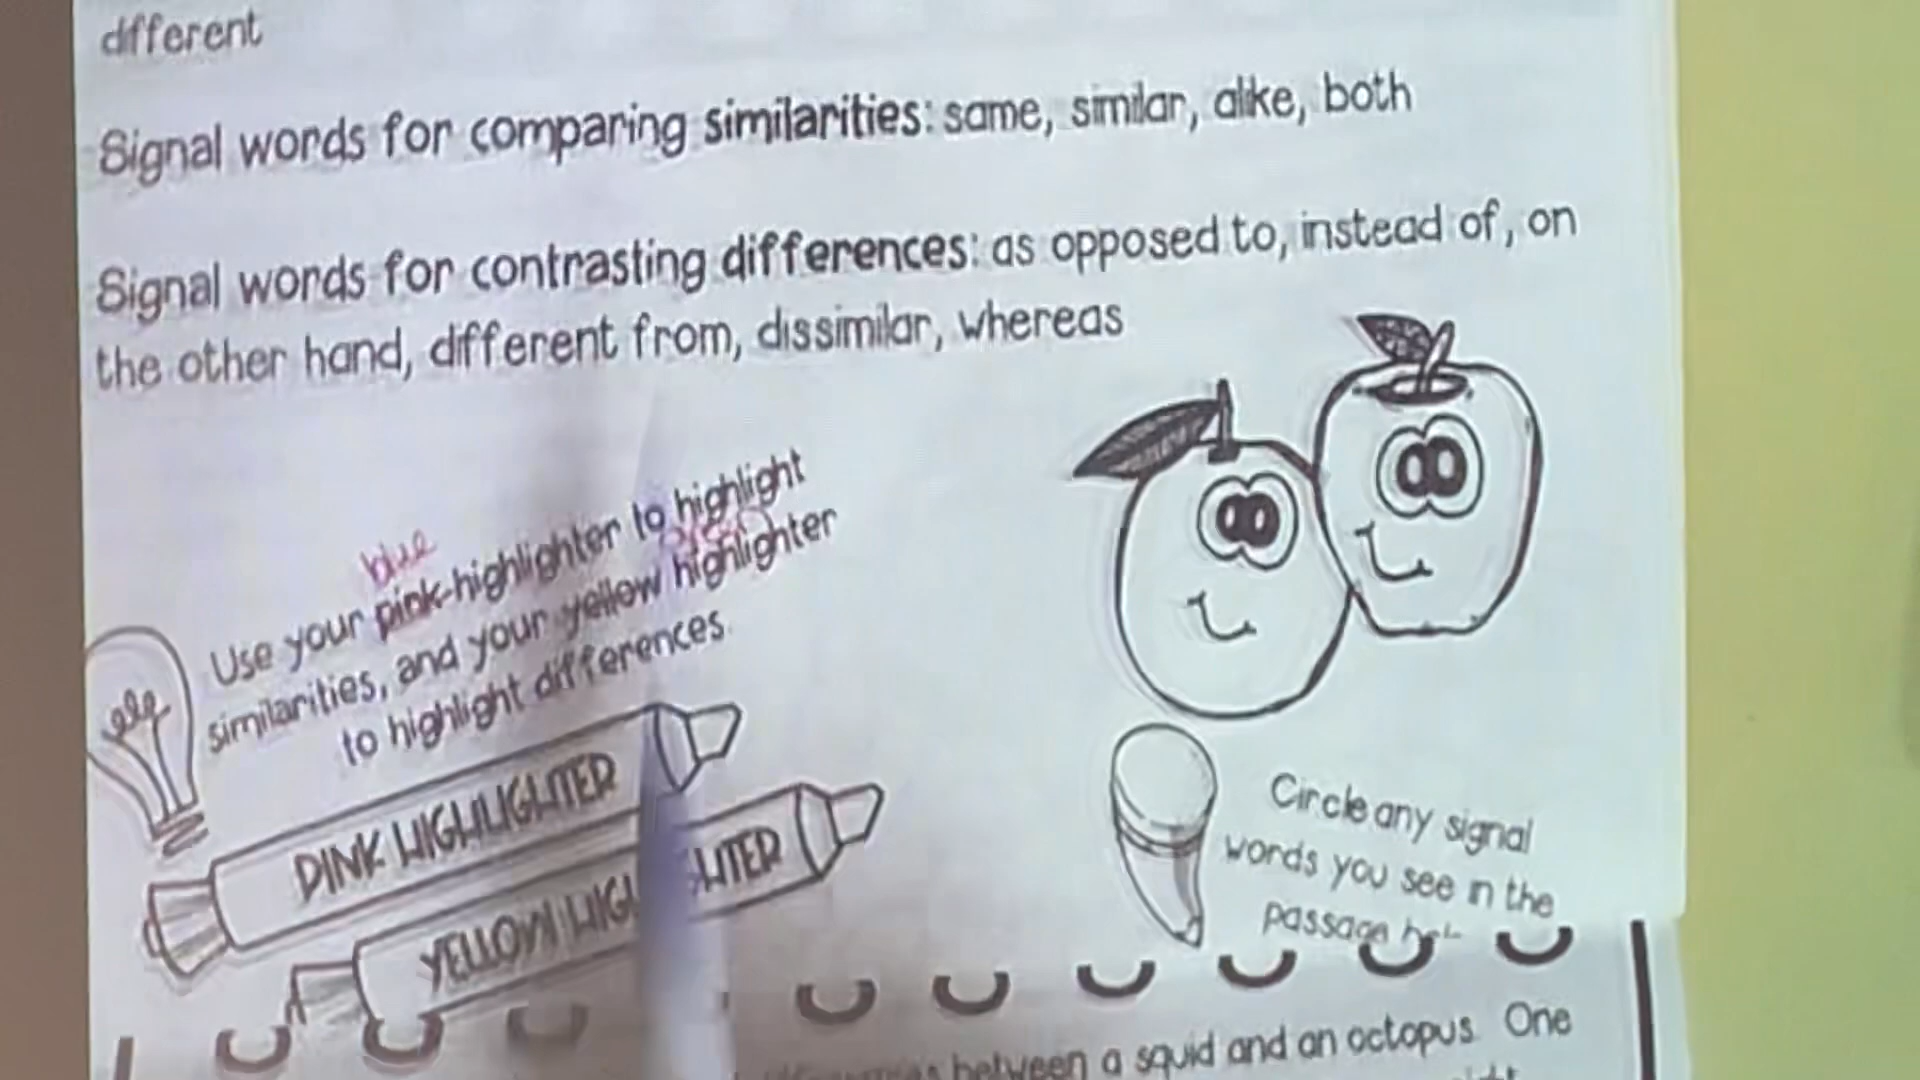 different
Signal words for comparing similarities: same, similar, alike, both
Signal words for contrasting differences: as opposed to, instead of, on
the other hand, different from, dissimilar, whereas
blue
Use your pink highlighter to highlight
similarities, and your yellow highlighter
to highlight differences.
PINK HIGHLIGHTER
YELLOW HIGHTER
Circle any signal
words you see in the
passage
between a squid and an octopus. One